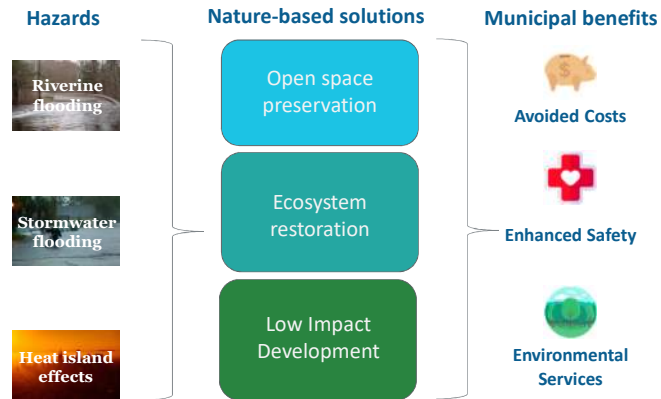 Hazards
Nature-based solutions
Municipal benefits
Riverine
flooding
Open space
preservation
$
Avoided Costs
Stormwater
flooding
Ecosystem
restoration
Enhanced Safety
Heat island
effects
Low Impact
Development
Environmental
Services